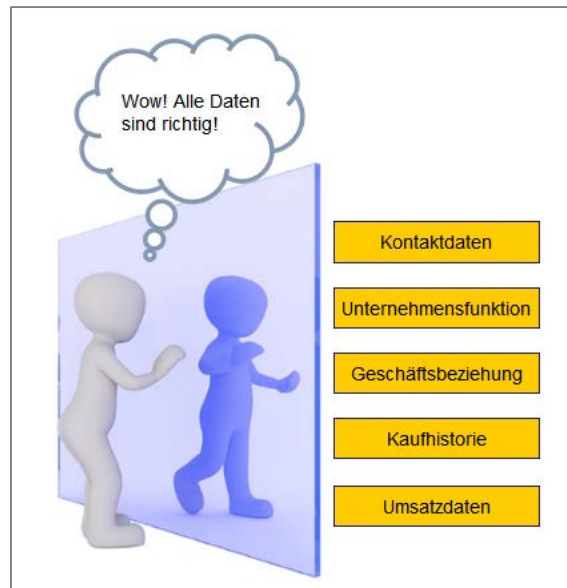 Wow! Alle Daten
sind richtig!
Kontaktdaten
Unternehmensfunktion
Geschäftsbeziehung
Kaufhistorie
Umsatzdaten